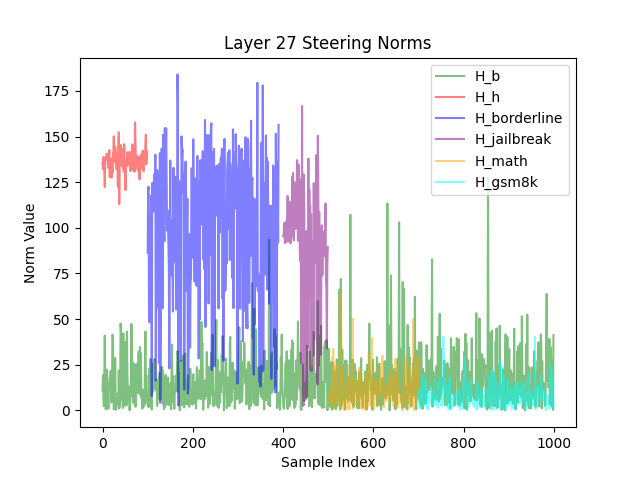 Layer 27 Steering Norms
Norm Value
175
150
125
100
75
50
25
0
0
200
400
600
800
1000
Sample Index
H_b
H_h
H_borderline
H_jailbreak
H_math
H_gsm8k